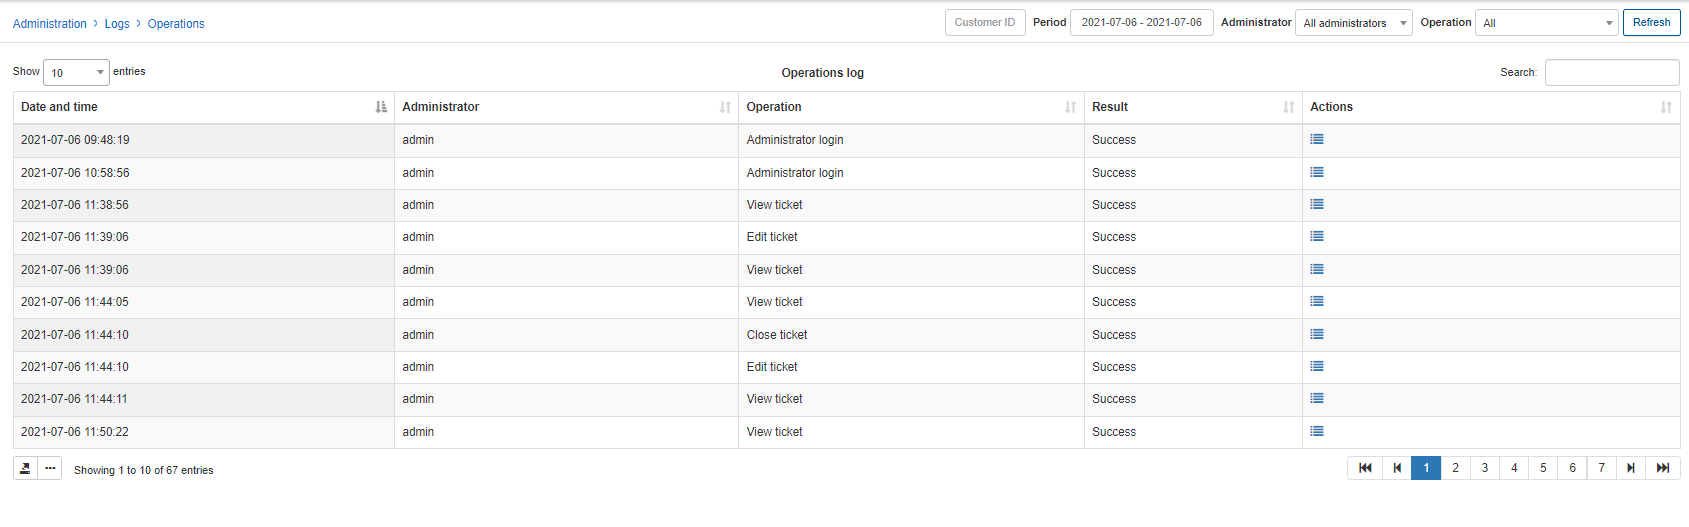 Administration > Logs > Operations
Customer ID Period 2021-07-06 - 2021-07-06 Administrator All administrators Operation All Refresh
Show 10 entries Operations log Search:
Date and time Administrator Operation Result Actions
2021-07-06 09:48:19 admin Administrator login Success
2021-07-06 10:58:56 admin Administrator login Success
2021-07-06 11:38:56 admin View ticket Success
2021-07-06 11:39:06 admin Edit ticket Success
2021-07-06 11:39:06 admin View ticket Success
2021-07-06 11:44:05 admin View ticket Success
2021-07-06 11:44:10 admin Close ticket Success
2021-07-06 11:44:10 admin Edit ticket Success
2021-07-06 11:44:11 admin View ticket Success
2021-07-06 11:50:22 admin View ticket Success
Showing 1 to 10 of 67 entries 1 2 3 4 5 6 7